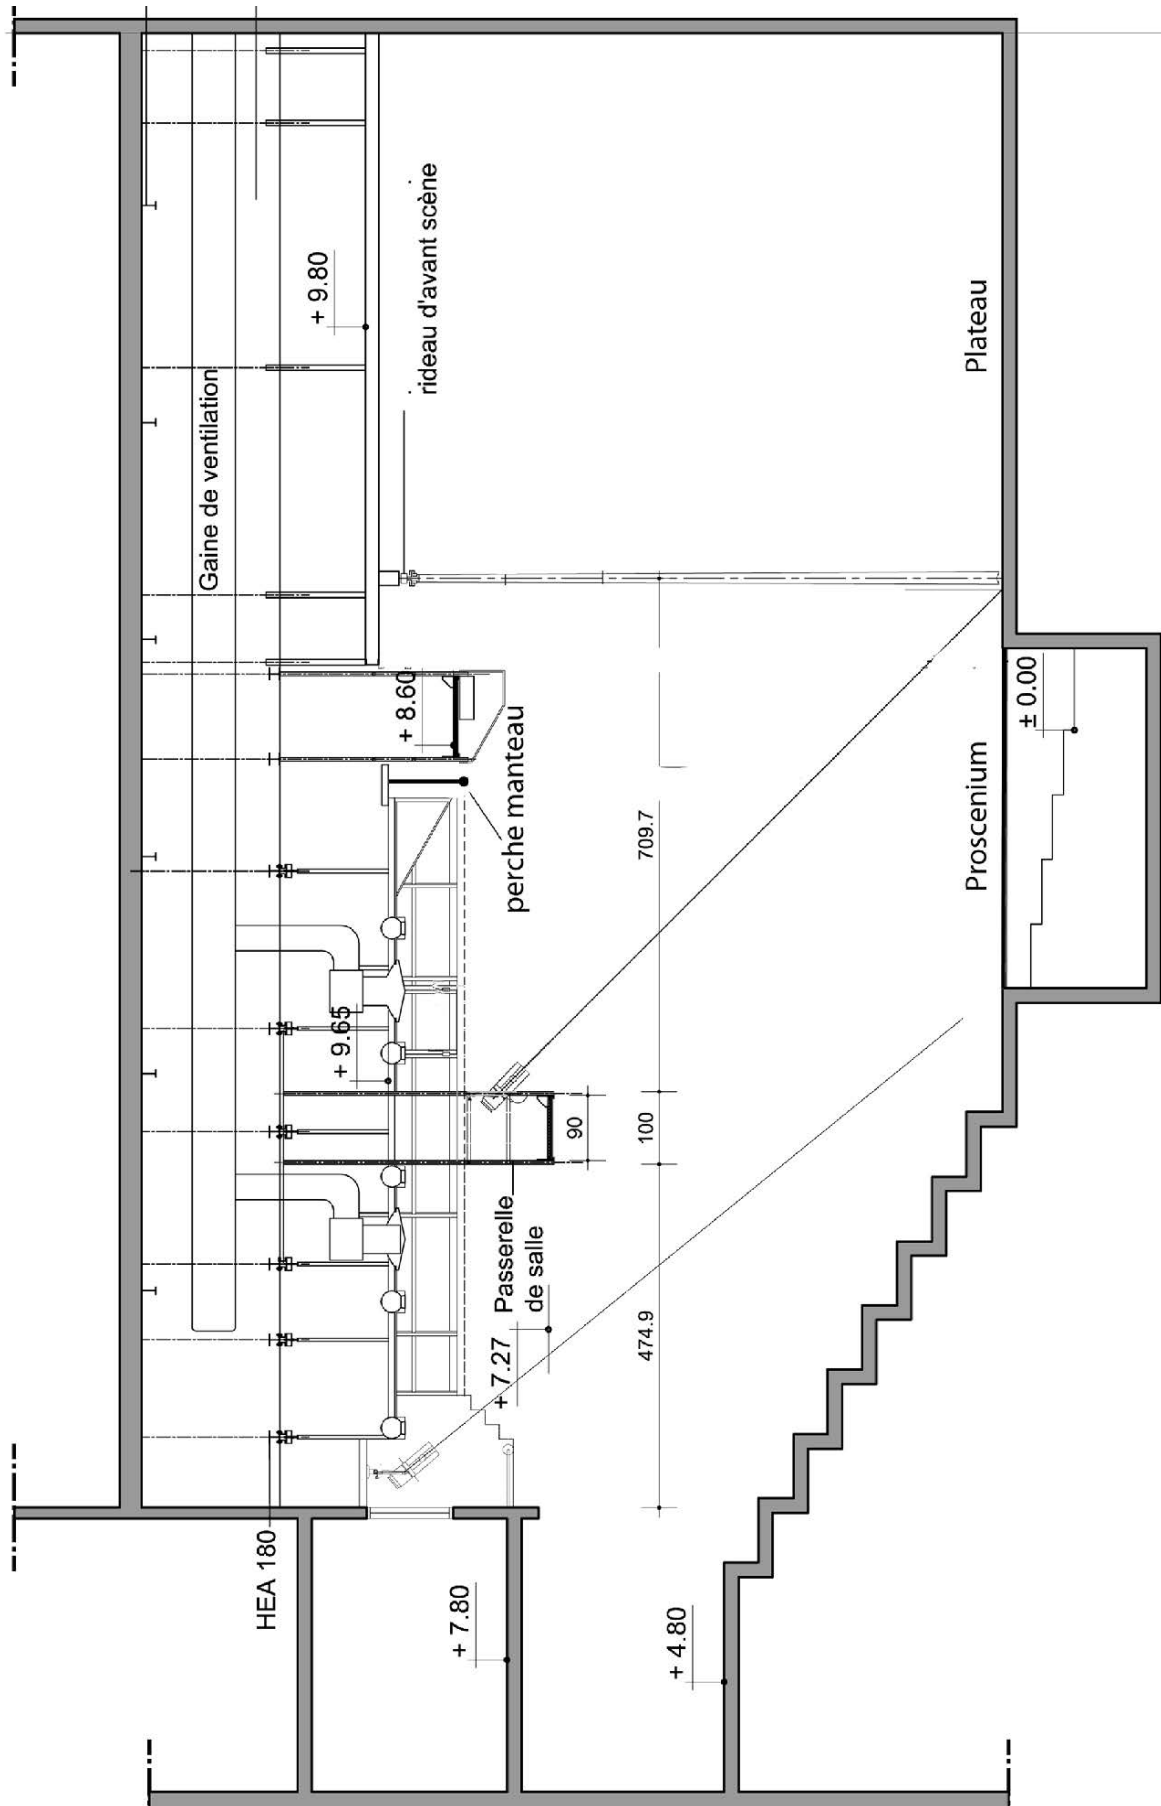 HEA 180
Gaine de ventilation
+ 9.80
+ 9.65
+ 8.60
rideau d'avant scène
perche manteau
Passerelle
de salle
+ 7.27
+ 7.80
90
474.9
100
709.7
+ 4.80
Proscenium
Plateau
± 0.00